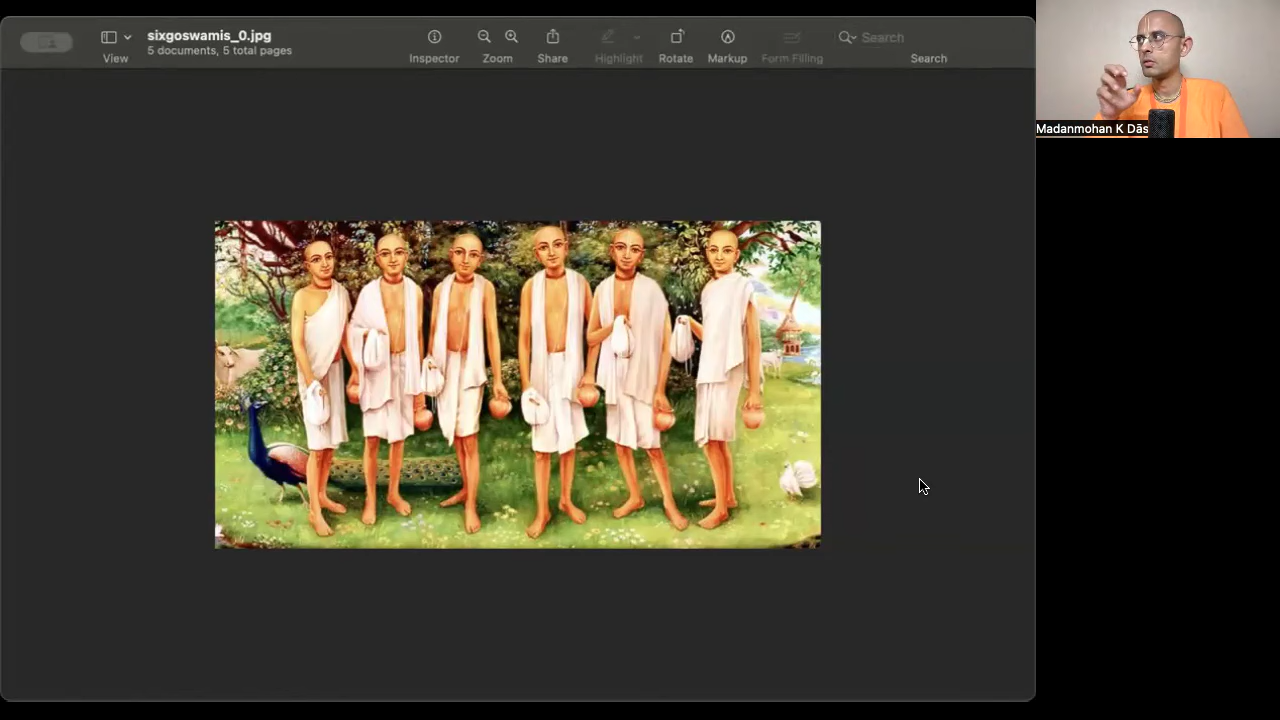 sixgoswamis_0.jpg
5 documents, 5 total pages
View
Inspector
Zoom
Share
Highlight
Rotate
Markup
Form Filling
Search
Search
Madanmohan K Dās